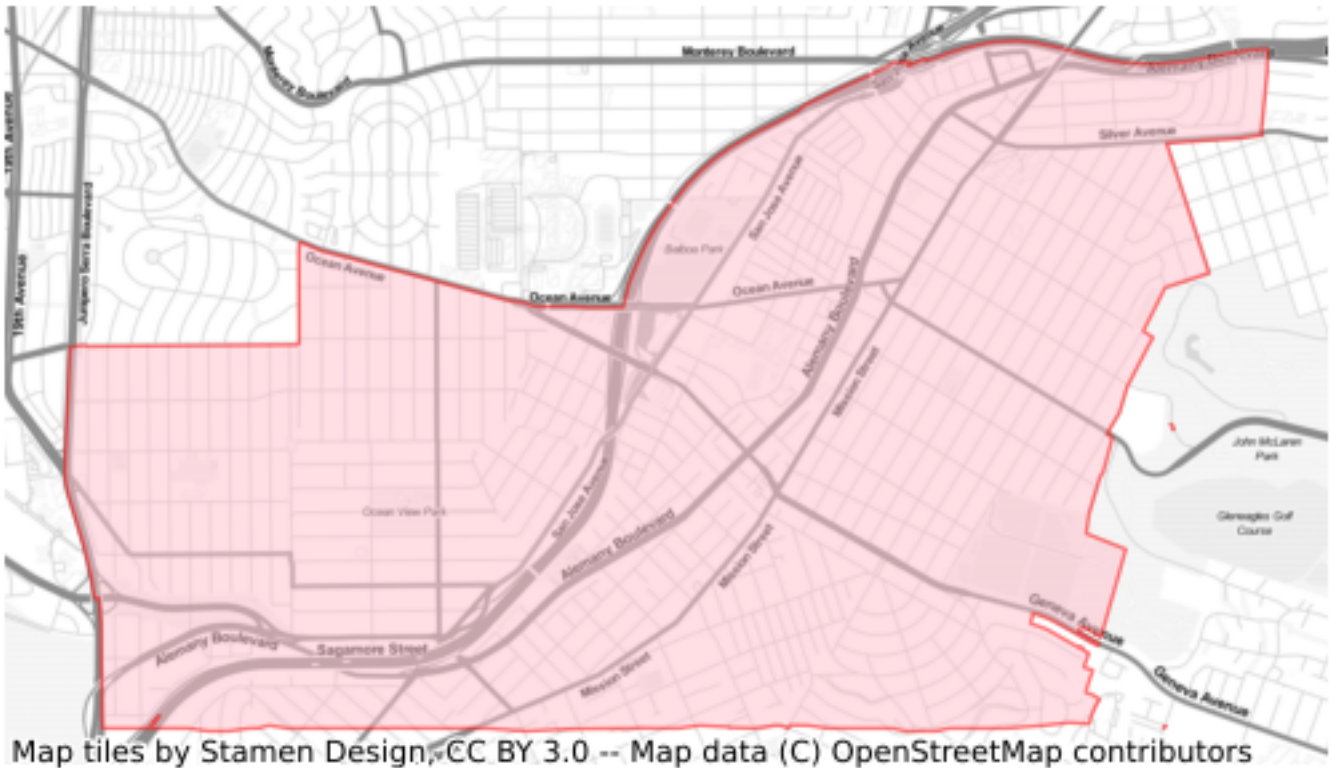 Monterey Boulevard
Monterey Boulevard
Alemany Boulevard
19th Avenue
Silver Avenue
Junipero Serra Boulevard
San Jose Avenue
Balboa Park
19th Avenue
Ocean Avenue
Ocean Avenue
Ocean Avenue
Alemany Boulevard
Mission Street
John McLaren
Park
San Jose Avenue
Ocean View Park
Gleneagles Golf
Course
Alemany Boulevard
Mission Street
Geneva Avenue
Alemany Boulevard
Sagamore Street
Mission Street
Geneva Avenue
Map tiles by Stamen Design, CC BY 3.0 -- Map data (C) OpenStreetMap contributors